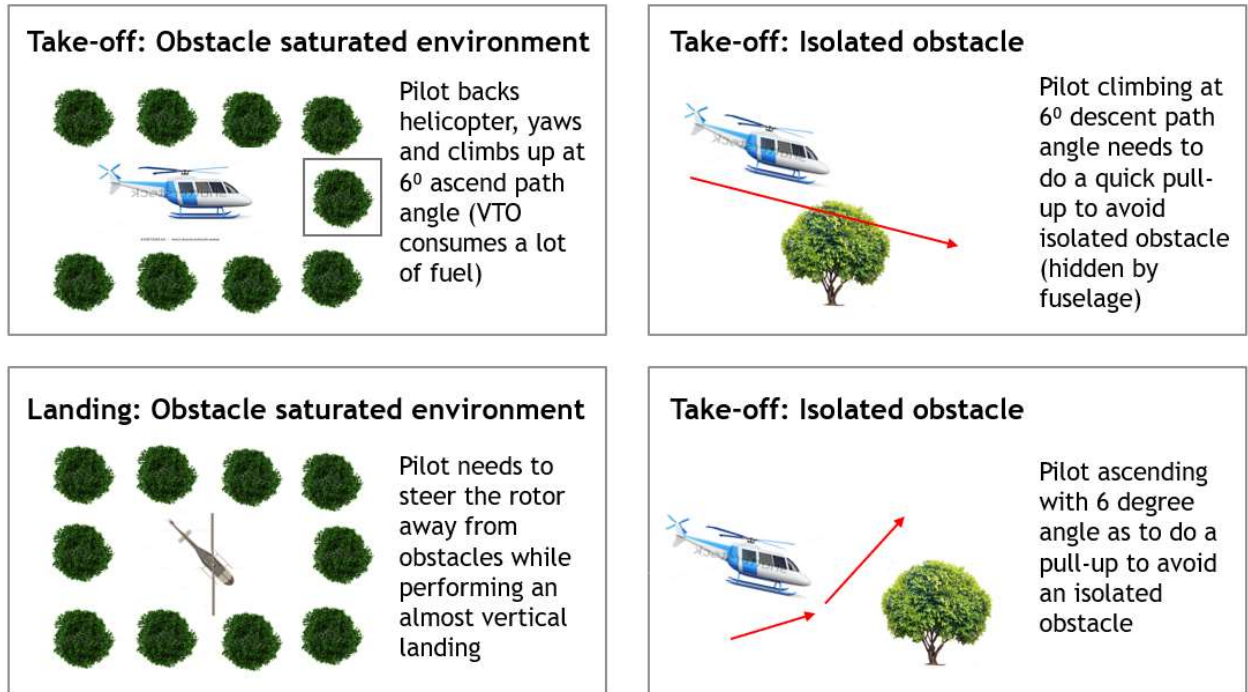 Take-off: Obstacle saturated environment
Pilot backs
helicopter, yaws
and climbs up at
6⁰ ascend path
angle (VTO
consumes a lot
of fuel)
Take-off: Isolated obstacle
Pilot climbing at
6⁰ descent path
angle needs to
do a quick pull-
up to avoid
isolated obstacle
(hidden by
fuselage)
Landing: Obstacle saturated environment
Pilot needs to
steer the rotor
away from
obstacles while
performing an
almost vertical
landing
Take-off: Isolated obstacle
Pilot ascending
with 6 degree
angle as to do a
pull-up to avoid
an isolated
obstacle